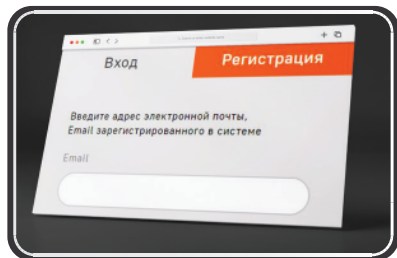 Вход
Регистрация
Введите адрес электронной почты,
Email зарегистрированного в системе
Email